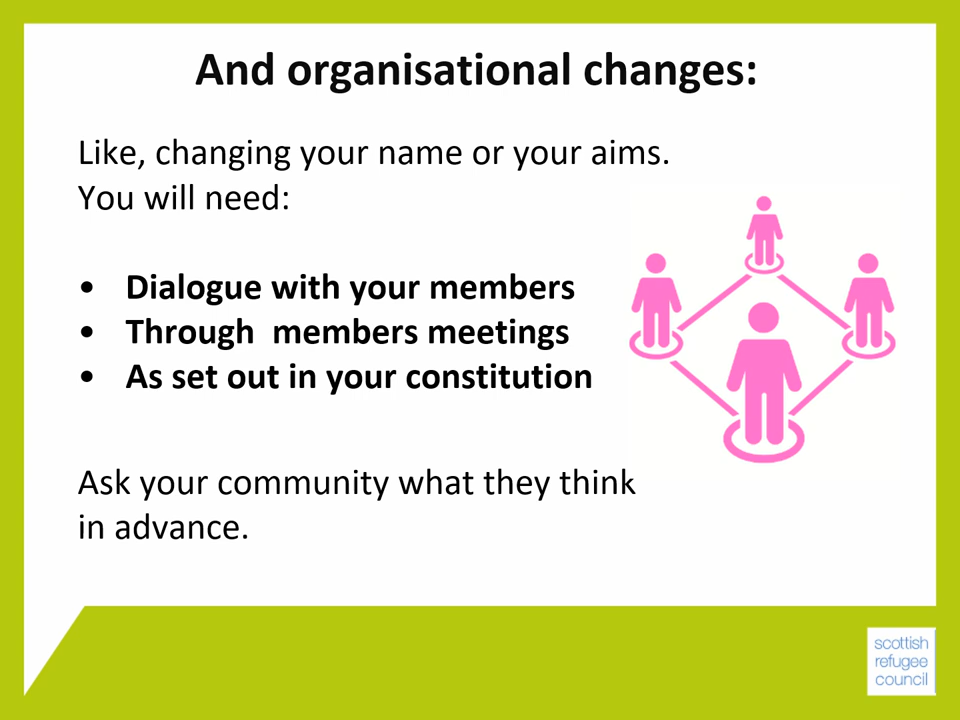 And organisational changes:
Like, changing your name or your aims.
You will need:
• Dialogue with your members
• Through  members meetings
• As set out in your constitution
Ask your community what they think
in advance.
scottish
refugee
council